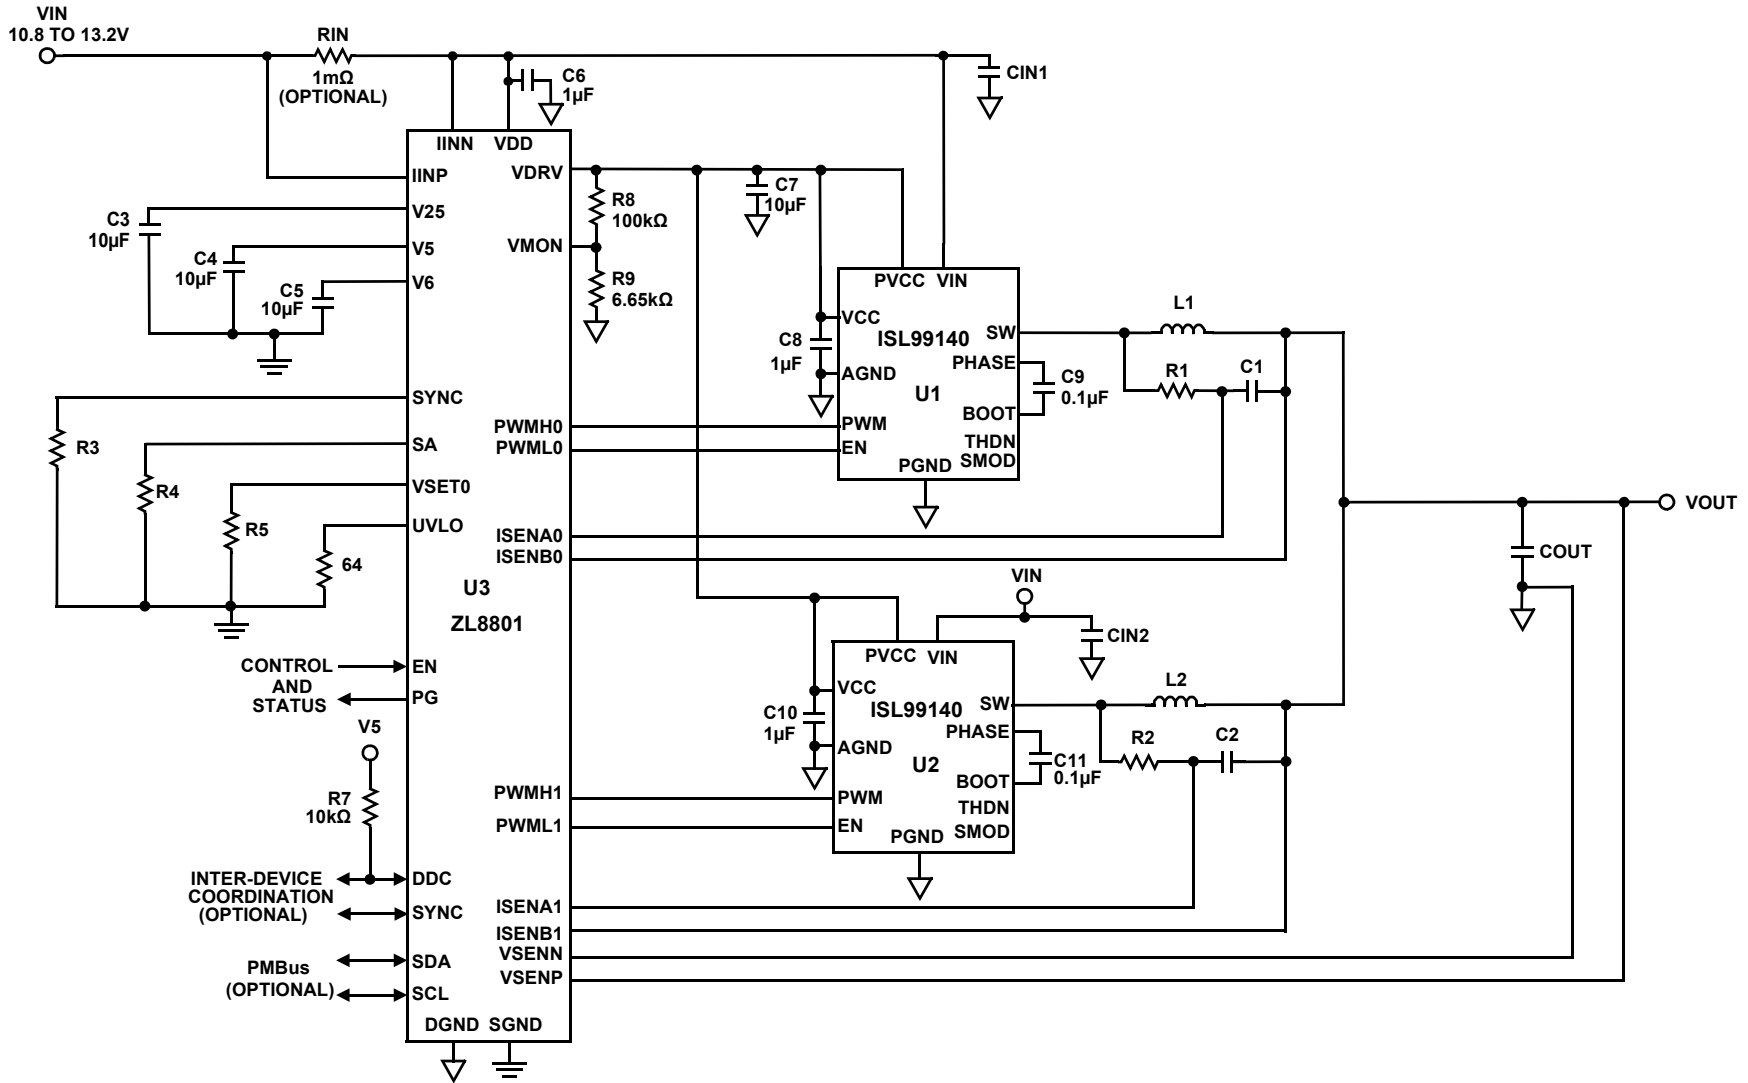 VIN
10.8 TO 13.2V
RIN
1mΩ
(OPTIONAL)
C6
1µF
CIN1
IINN
VDD
IINP
VDRV
V25
C3
10µF
V5
C4
10µF
V6
C5
10µF
VMON
R8
100kΩ
R9
6.65kΩ
C7
10µF
PVCC
VIN
VCC
ISL99140
SW
C8
1µF
PHASE
AGND
U1
C9
0.1µF
BOOT
PWM
EN
THDN
SMOD
PGND
L1
R1
C1
SYNC
R3
SA
R4
VSET0
R5
UVLO
64
PWMH0
PWML0
ISENA0
ISENB0
U3
ZL8801
VOUT
COUT
VIN
CIN2
PVCC
VIN
VCC
ISL99140
SW
C10
1µF
PHASE
AGND
U2
C11
0.1µF
BOOT
PWM
EN
THDN
SMOD
PGND
L2
R2
C2
CONTROL
AND
STATUS
EN
PG
V5
R7
10kΩ
PWMH1
PWML1
INTER-DEVICE
COORDINATION
(OPTIONAL)
DDC
SYNC
ISENA1
ISENB1
VSENN
VSENP
PMBus
(OPTIONAL)
SDA
SCL
DGND
SGND